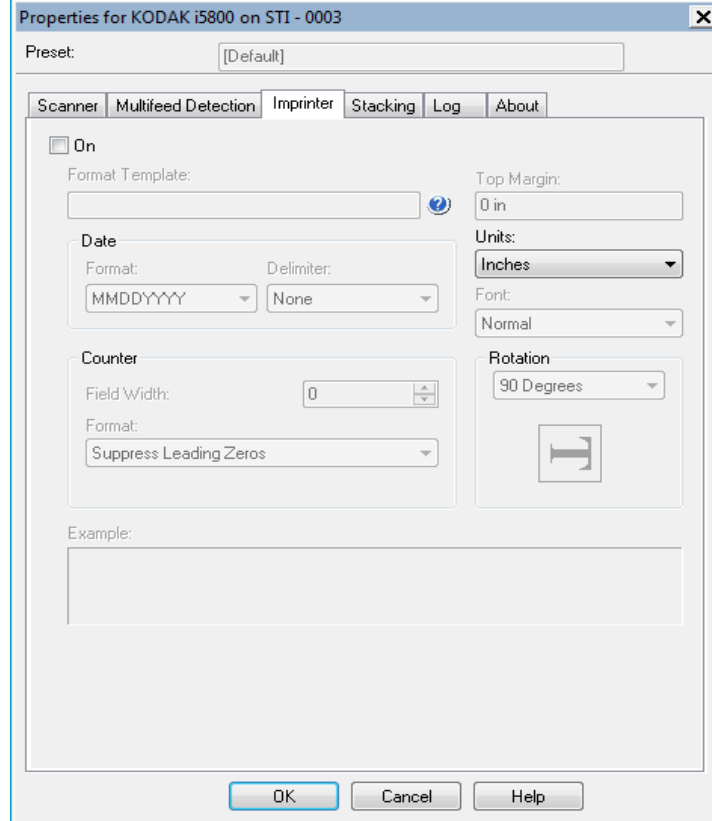 Properties for KODAK i5800 on STI - 0003
Preset: [Default]
Scanner Multifeed Detection Imprinter Stacking Log About
On
Format Template:
Top Margin:
0 in
Date
Format: Delimiter:
MMDDYYYY None
Units:
Inches
Font:
Normal
Counter
Field Width: 0
Format:
Suppress Leading Zeros
Rotation
90 Degrees
Example:
OK Cancel Help